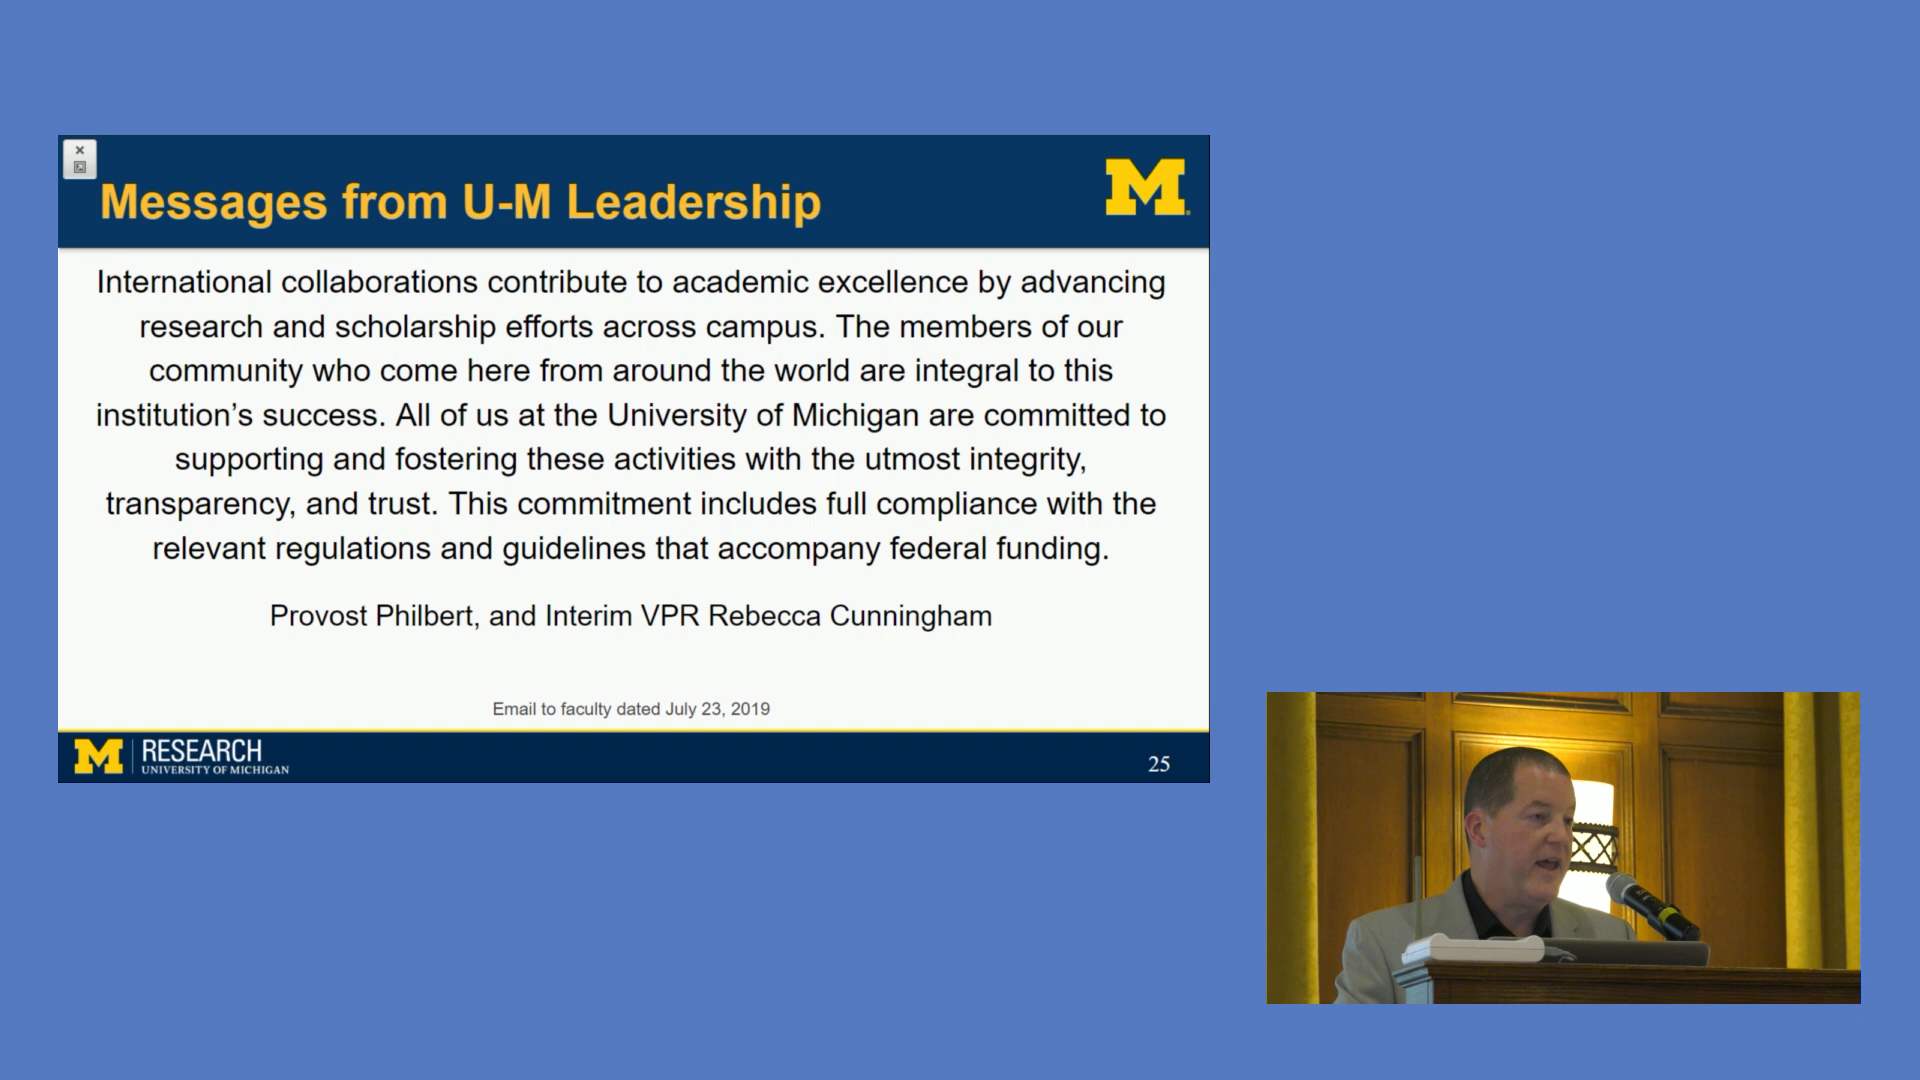 Messages from U-M Leadership
M
International collaborations contribute to academic excellence by advancing
research and scholarship efforts across campus. The members of our
community who come here from around the world are integral to this
institution’s success. All of us at the University of Michigan are committed to
supporting and fostering these activities with the utmost integrity,
transparency, and trust. This commitment includes full compliance with the
relevant regulations and guidelines that accompany federal funding.
Provost Philbert, and Interim VPR Rebecca Cunningham
Email to faculty dated July 23, 2019
M RESEARCH
UNIVERSITY OF MICHIGAN
25